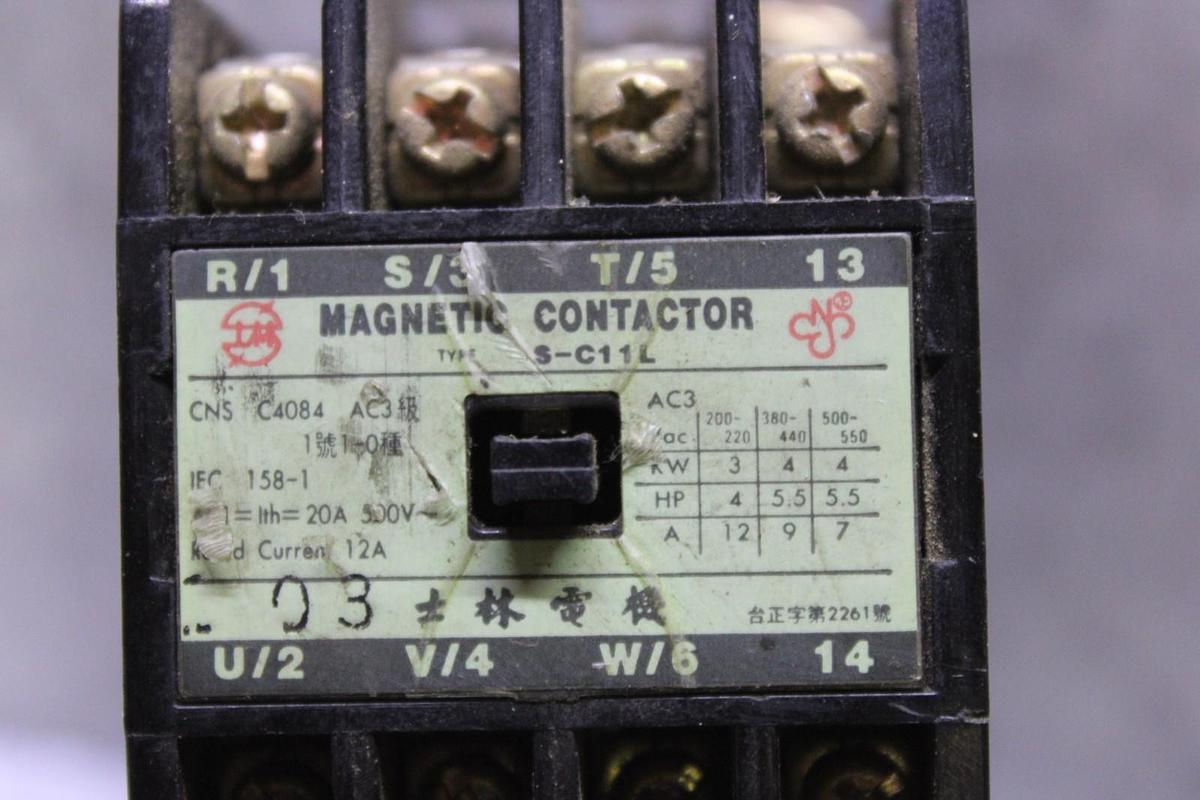 R/1 S/3 T/5 13
MAGNETIC CONTACTOR
TYPE S-C11L
CNS C4084 AC3級
1號1-0種
IEC 158-1
1=Ith=20A 500V~
Curren 12A
AC3
200-220 380-440 500-550
KW 3 4 4
HP 4 5.5 5.5
A 12 9 7
03
士林電機
台正字第2261號
U/2 V/4 W/6 14